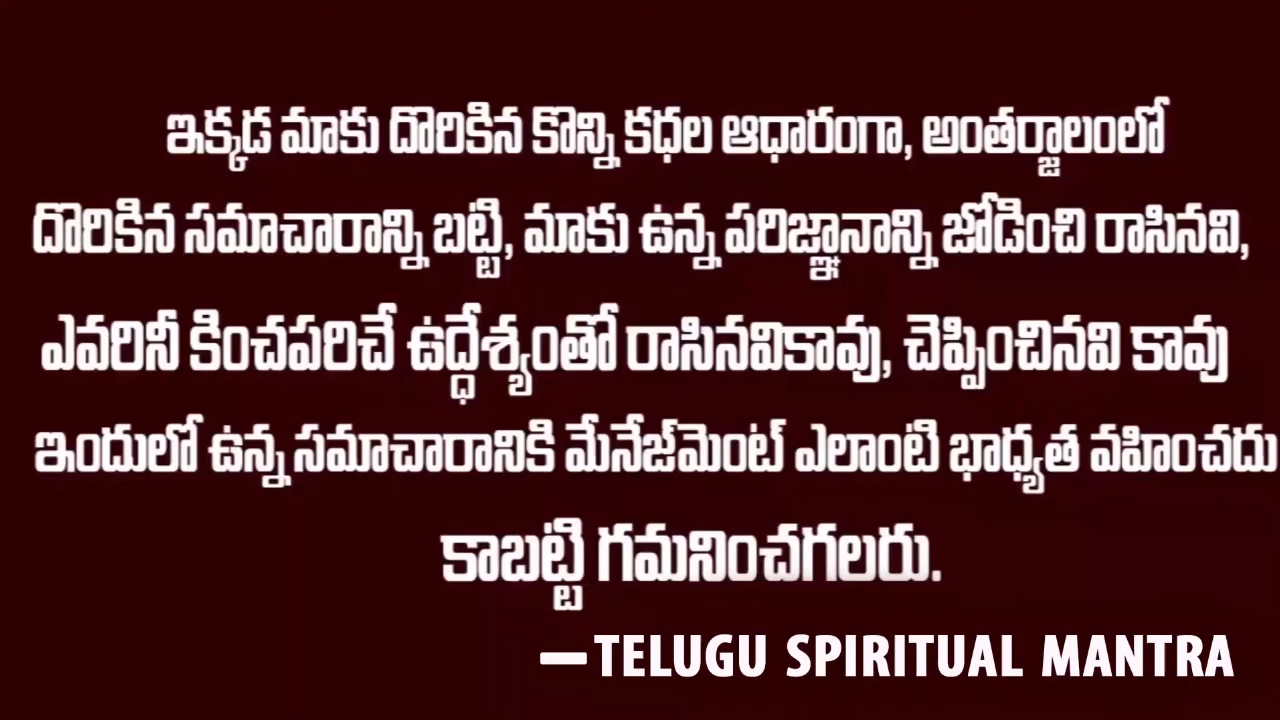 ఇక్కడ మాకు దొరికిన కొన్ని కధల ఆధారంగా, అంతర్జాలంలో
దొరికిన సమాచారాన్ని బట్టి, మాకు ఉన్న పరిజ్ఞానాన్ని జోడించి రాసినవి,
ఎవరినీ కించపరిచే ఉద్ధేశ్యంతో రాసినవికావు, చెప్పించినవి కావు
ఇందులో ఉన్న సమాచారానికి మేనేజ్‌మెంట్ ఎలాంటి భాధ్యత వహించదు
కాబట్టి గమనించగలరు.
—TELUGU SPIRITUAL MANTRA